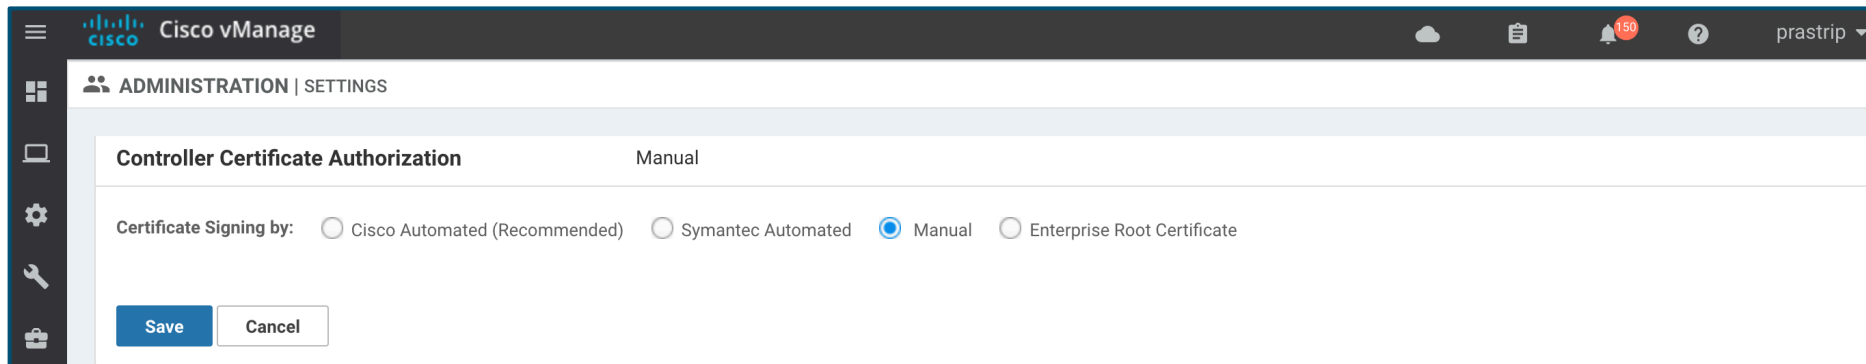 CISCO Cisco vManage 150 prastrip
ADMINISTRATION | SETTINGS
Controller Certificate Authorization Manual
Certificate Signing by: Cisco Automated (Recommended) Symantec Automated Manual Enterprise Root Certificate
Save Cancel